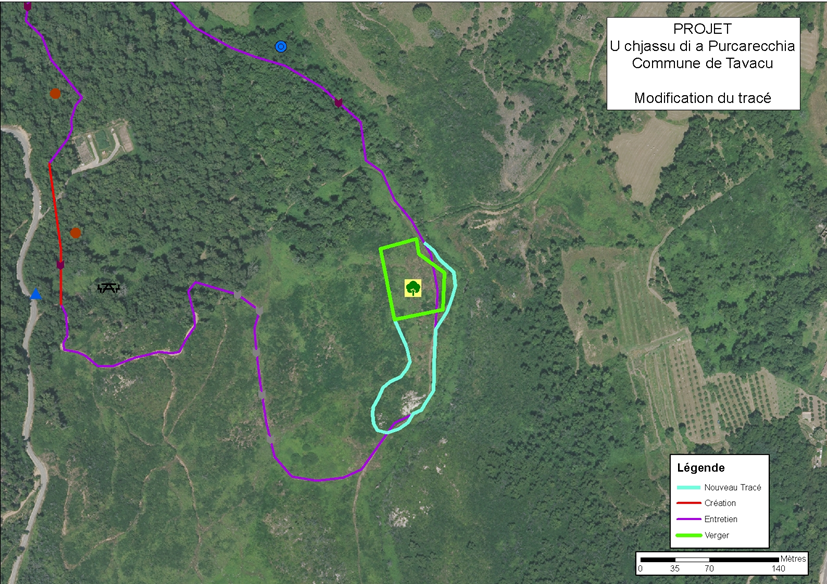 PROJET
U chjassu di a Purcarecchia
Commune de Tavacu
Modification du tracé
Légende
Nouveau Tracé
Création
Entretien
Verger
Mètres
0 35 70 140